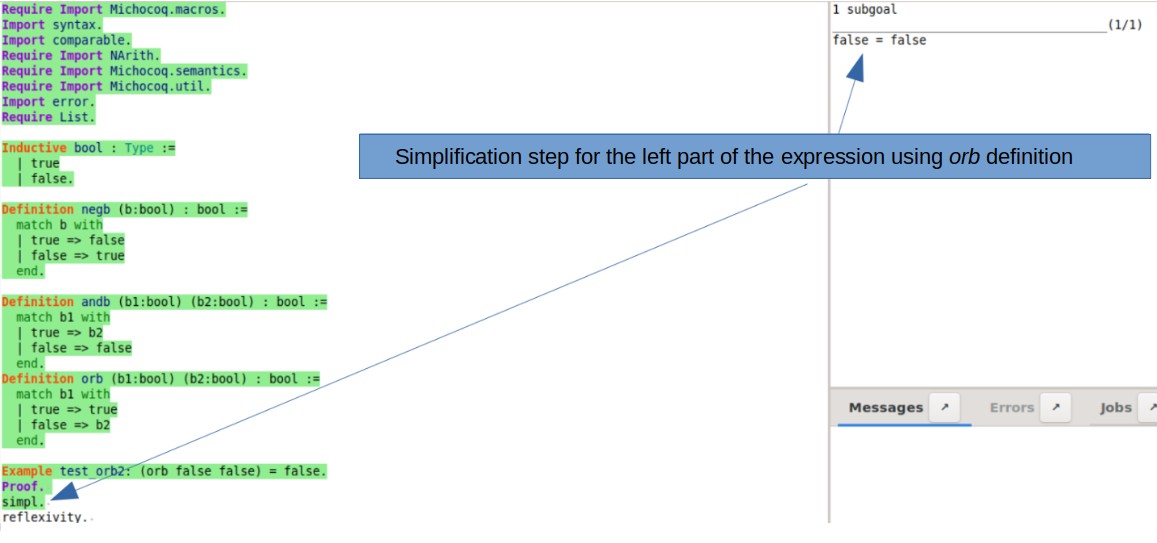 Require Import Michocoq.macros.
Import syntax.
Import comparable.
Require Import NArith.
Require Import Michocoq.semantics.
Require Import Michocoq.util.
Import error.
Require List.
Inductive bool : Type :=
| true
| false.
Definition negb (b:bool) : bool :=
match b with
| true => false
| false => true
end.
Definition andb (b1:bool) (b2:bool) : bool :=
match b1 with
| true => b2
| false => false
end.
Definition orb (b1:bool) (b2:bool) : bool :=
match b1 with
| true => true
| false => b2
end.
Example test_orb2: (orb false false) = false.
Proof.
simpl.
reflexivity.
Simplification step for the left part of the expression using orb definition
1 subgoal
(1/1)
false = false
Messages Errors Jobs